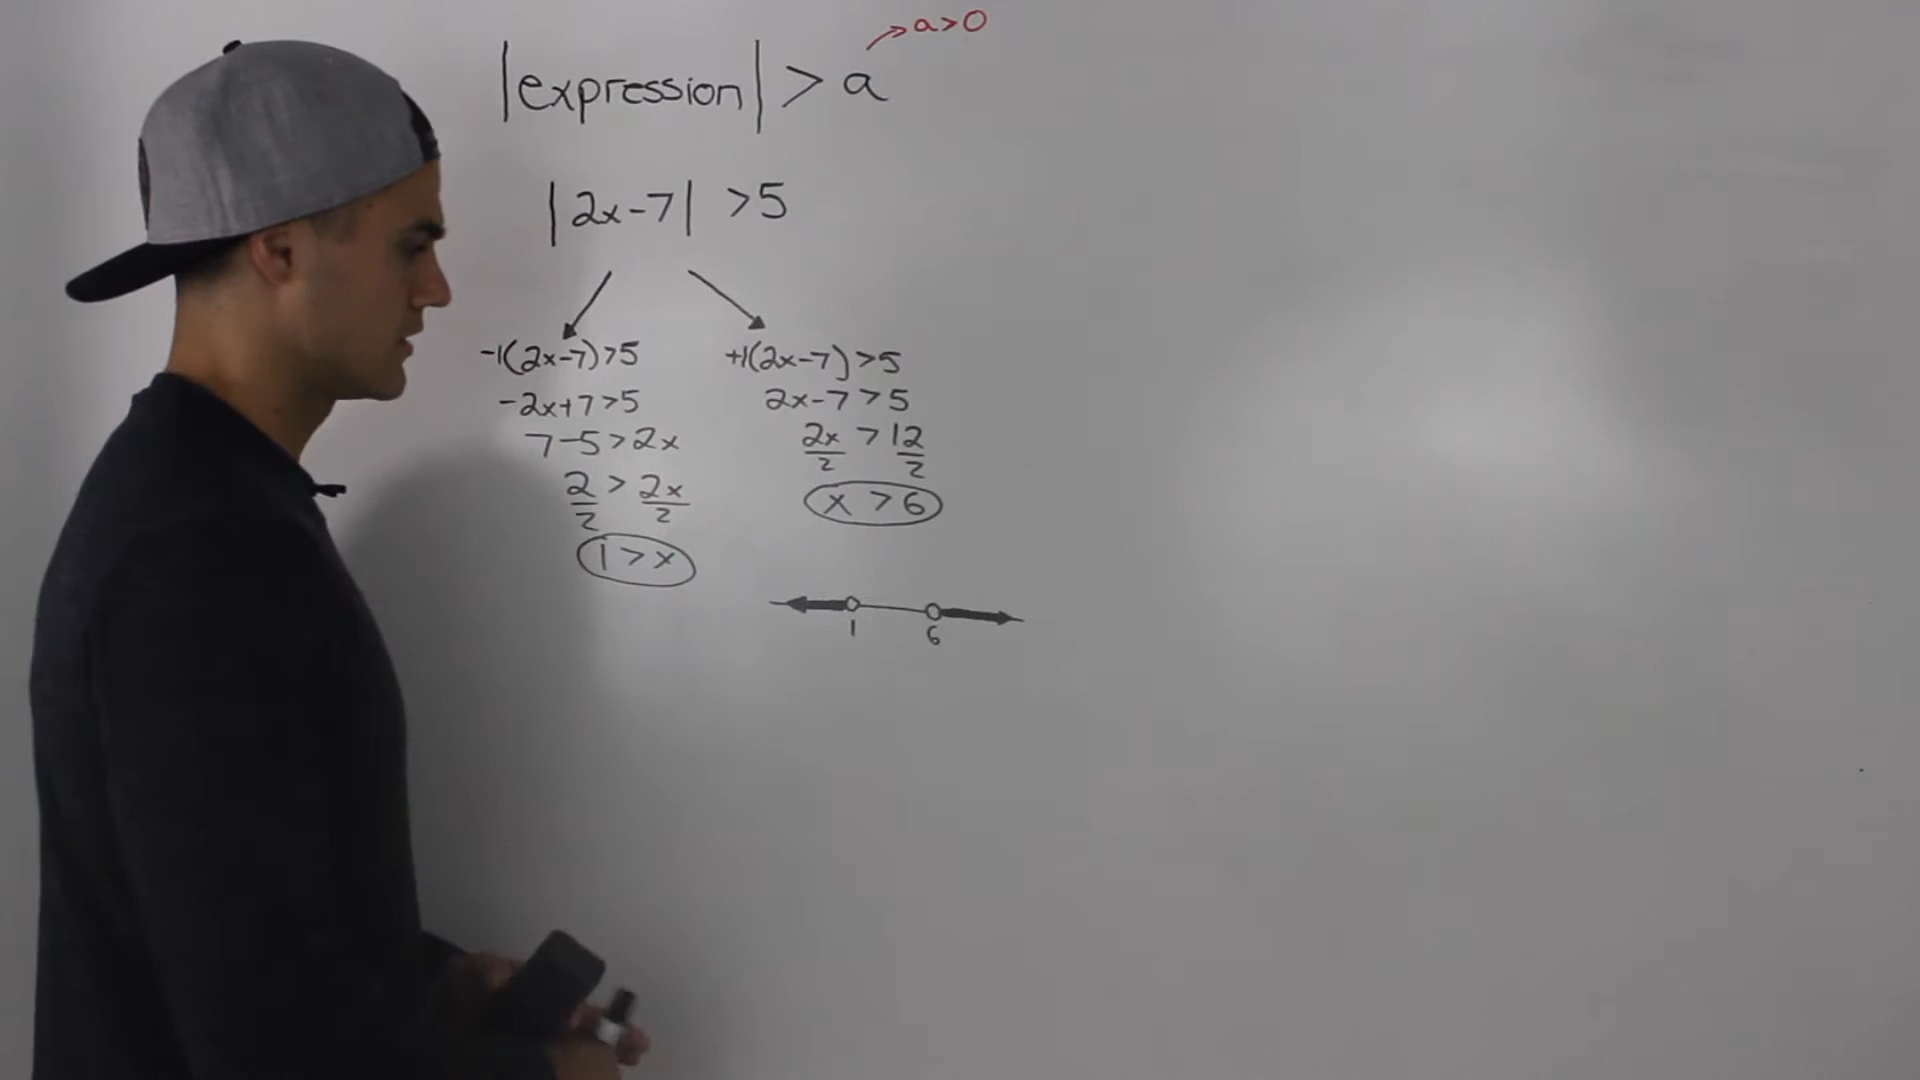 a>0
|expression| > a
|2x-7| >5
-1(2x-7)>5
-2x+7>5
7-5>2x
2/2 > 2x/2
1>x
+1(2x-7)>5
2x-7>5
2x/2 > 12/2
x>6
1 6